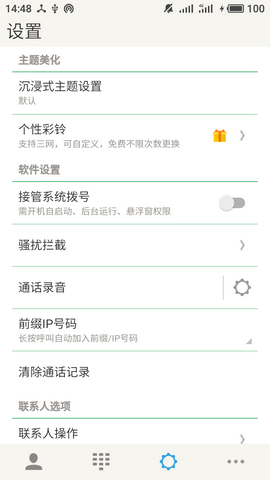 14:48 100
设置
主题美化
沉浸式主题设置
默认
个性彩铃
支持三网，可自定义，免费不限次数更换
软件设置
接管系统拨号
需开机自启动、后台运行、悬浮窗权限
骚扰拦截
通话录音
前缀IP号码
长按呼叫自动加入前缀/IP号码
清除通话记录
联系人选项
联系人操作